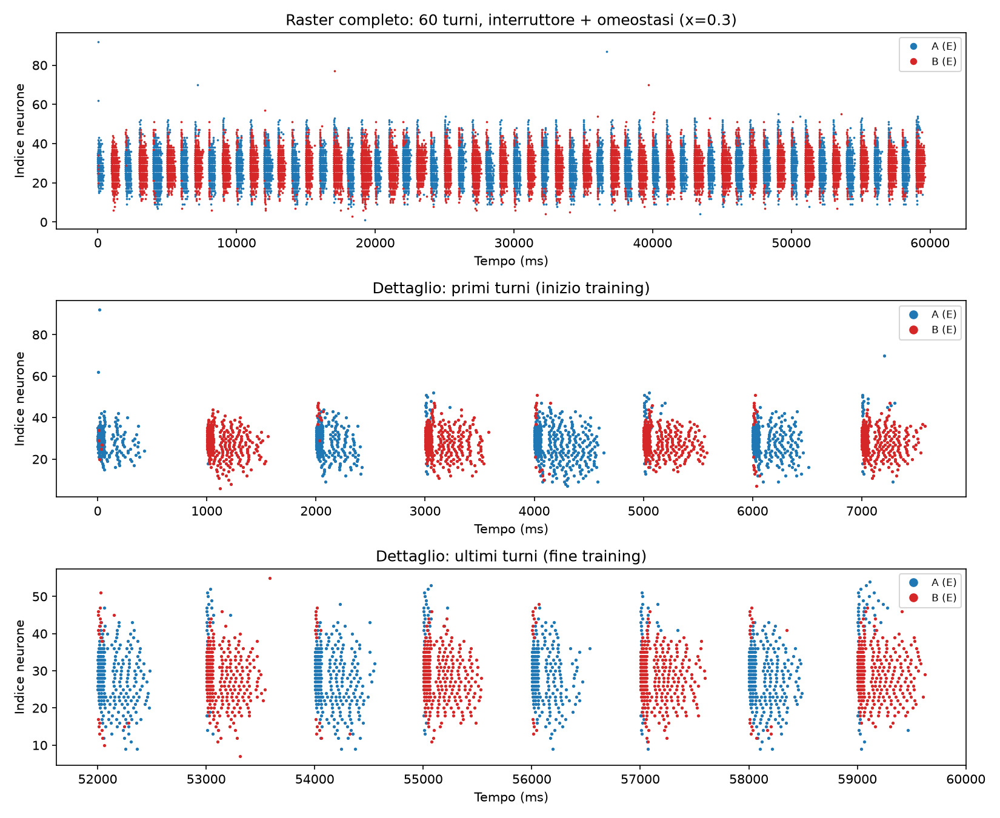 Raster completo: 60 turni, interruttore + omeostasi (x=0.3)
A (E)
B (E)
Indice neurone
80
60
40
20
0
0 10000 20000 30000 40000 50000 60000
Tempo (ms)
Dettaglio: primi turni (inizio training)
A (E)
B (E)
Indice neurone
80
60
40
20
0 1000 2000 3000 4000 5000 6000 7000
Tempo (ms)
Dettaglio: ultimi turni (fine training)
A (E)
B (E)
Indice neurone
50
40
30
20
10
52000 53000 54000 55000 56000 57000 58000 59000 60000
Tempo (ms)